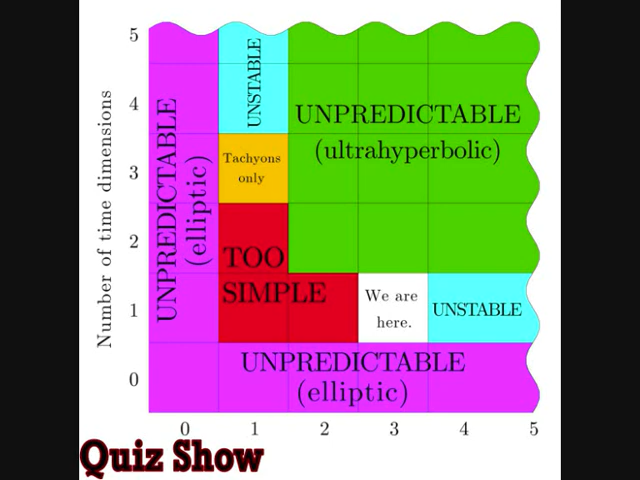 5
4
3
2
1
0
Number of time dimensions
UNPREDICTABLE
(elliptic)
UNSTABLE
UNPREDICTABLE
(ultrahyperbolic)
Tachyons
only
TOO
SIMPLE
We are
here.
UNSTABLE
UNPREDICTABLE
(elliptic)
0 1 2 3 4 5
Quiz Show